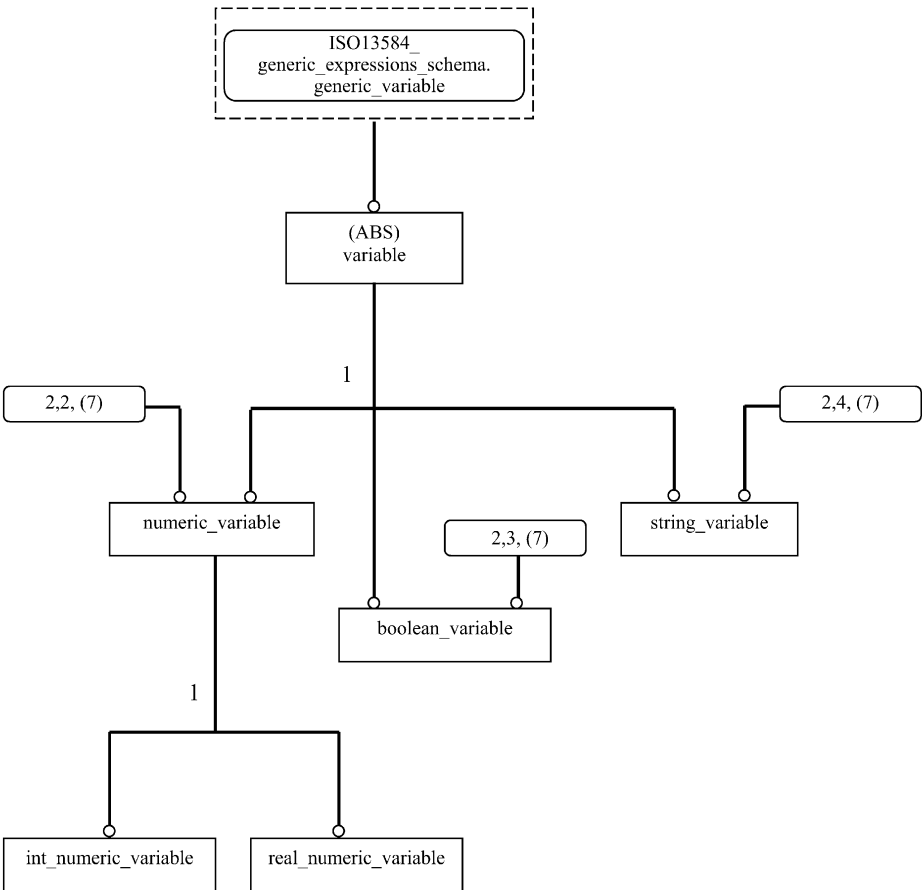 ISO13584_
generic_expressions_schema.
generic_variable
(ABS)
variable
1
2,2, (7)
2,4, (7)
numeric_variable
string_variable
2,3, (7)
boolean_variable
1
int_numeric_variable
real_numeric_variable